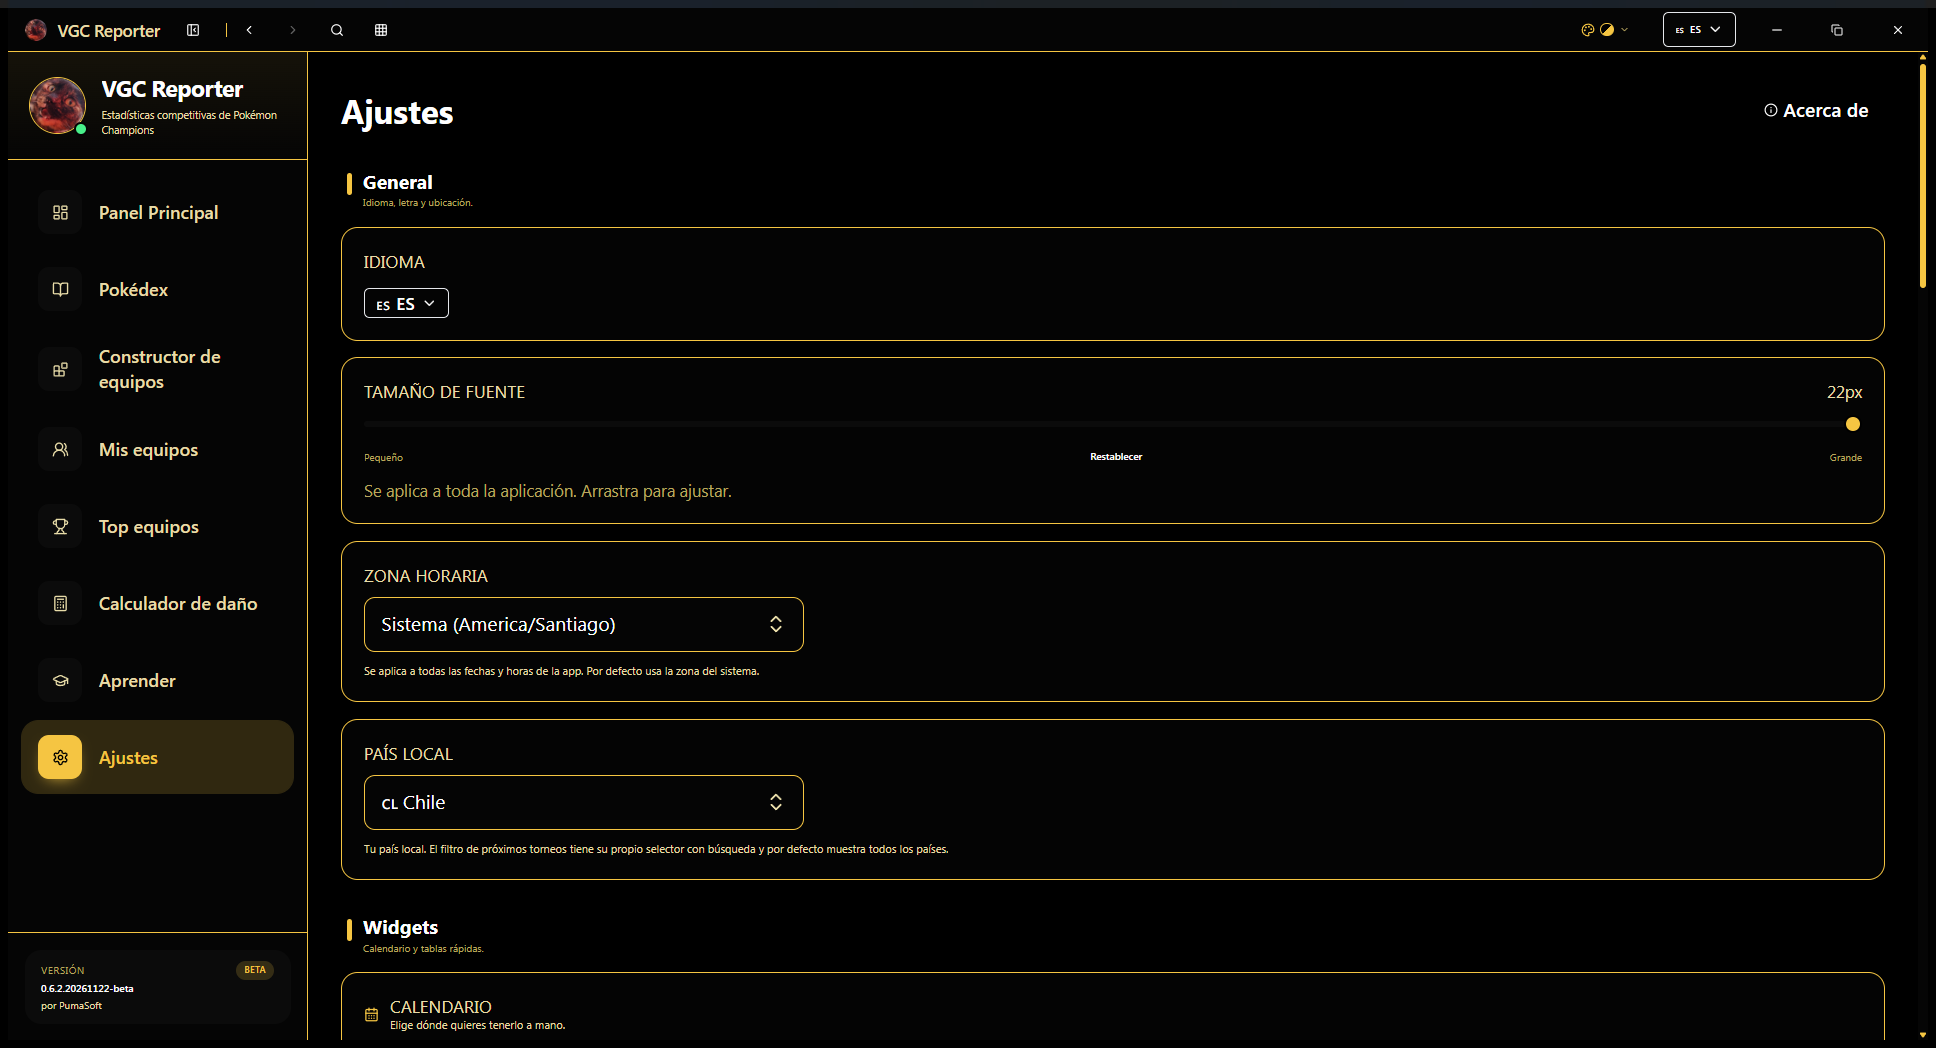 VGC Reporter
ES ES
VGC Reporter
Estadísticas competitivas de Pokémon
Champions
Panel Principal
Pokédex
Constructor de
equipos
Mis equipos
Top equipos
Calculador de daño
Aprender
Ajustes
VERSIÓN
BETA
0.6.2.20261122-beta
por PumaSoft
Ajustes
Acerca de
General
Idioma, letra y ubicación.
IDIOMA
ES ES
TAMAÑO DE FUENTE
22px
Pequeño
Restablecer
Grande
Se aplica a toda la aplicación. Arrastra para ajustar.
ZONA HORARIA
Sistema (America/Santiago)
Se aplica a todas las fechas y horas de la app. Por defecto usa la zona del sistema.
PAÍS LOCAL
CL Chile
Tu país local. El filtro de próximos torneos tiene su propio selector con búsqueda y por defecto muestra todos los países.
Widgets
Calendario y tablas rápidas.
CALENDARIO
Elige dónde quieres tenerlo a mano.